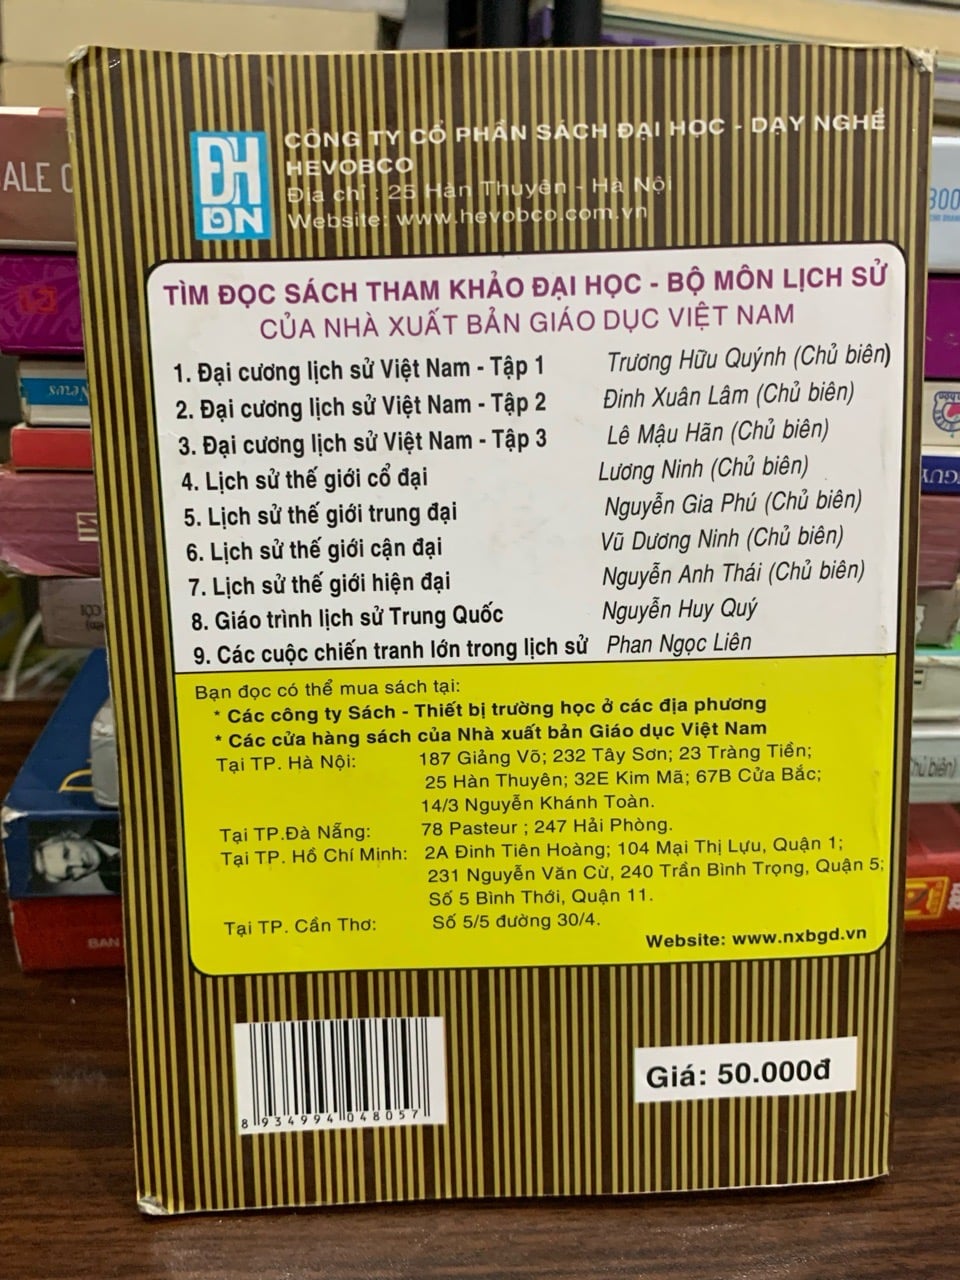 ĐH
DN
CÔNG TY CỔ PHẦN SÁCH ĐẠI HỌC - DẠY NGHỀ
HEVOBCO
Địa chỉ : 25 Hàn Thuyên - Hà Nội
Website: www.hevobco.com.vn
TÌM ĐỌC SÁCH THAM KHẢO ĐẠI HỌC - BỘ MÔN LỊCH SỬ
CỦA NHÀ XUẤT BẢN GIÁO DỤC VIỆT NAM
1. Đại cương lịch sử Việt Nam - Tập 1 Trương Hữu Quýnh (Chủ biên)
2. Đại cương lịch sử Việt Nam - Tập 2 Đinh Xuân Lâm (Chủ biên)
3. Đại cương lịch sử Việt Nam - Tập 3 Lê Mậu Hãn (Chủ biên)
4. Lịch sử thế giới cổ đại Lương Ninh (Chủ biên)
5. Lịch sử thế giới trung đại Nguyễn Gia Phú (Chủ biên)
6. Lịch sử thế giới cận đại Vũ Dương Ninh (Chủ biên)
7. Lịch sử thế giới hiện đại Nguyễn Anh Thái (Chủ biên)
8. Giáo trình lịch sử Trung Quốc Nguyễn Huy Quý
9. Các cuộc chiến tranh lớn trong lịch sử Phan Ngọc Liên
Bạn đọc có thể mua sách tại:
* Các công ty Sách - Thiết bị trường học ở các địa phương
* Các cửa hàng sách của Nhà xuất bản Giáo dục Việt Nam
Tại TP. Hà Nội: 187 Giảng Võ; 232 Tây Sơn; 23 Tràng Tiền;
25 Hàn Thuyên; 32E Kim Mã; 67B Cửa Bắc;
14/3 Nguyễn Khánh Toàn.
Tại TP.Đà Nẵng: 78 Pasteur ; 247 Hải Phòng.
Tại TP. Hồ Chí Minh: 2A Đinh Tiên Hoàng; 104 Mai Thị Lựu, Quận 1;
231 Nguyễn Văn Cừ, 240 Trần Bình Trọng, Quận 5;
Số 5 Bình Thới, Quận 11.
Tại TP. Cần Thơ: Số 5/5 đường 30/4.
Website: www.nxbgd.vn
8 934994 048057
Giá: 50.000đ
BAN